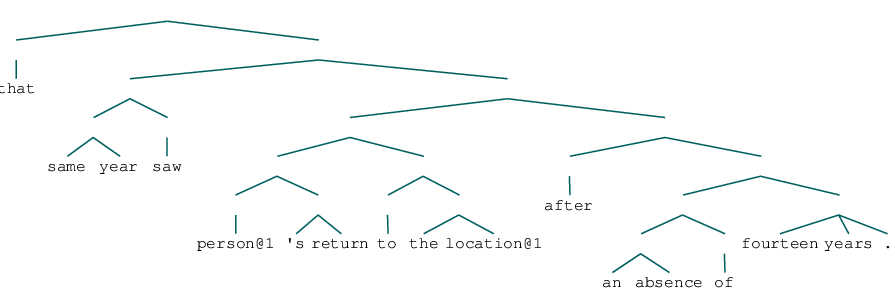 that
same year saw
after
person@1 's return to the location@1 fourteen years .
an absence of